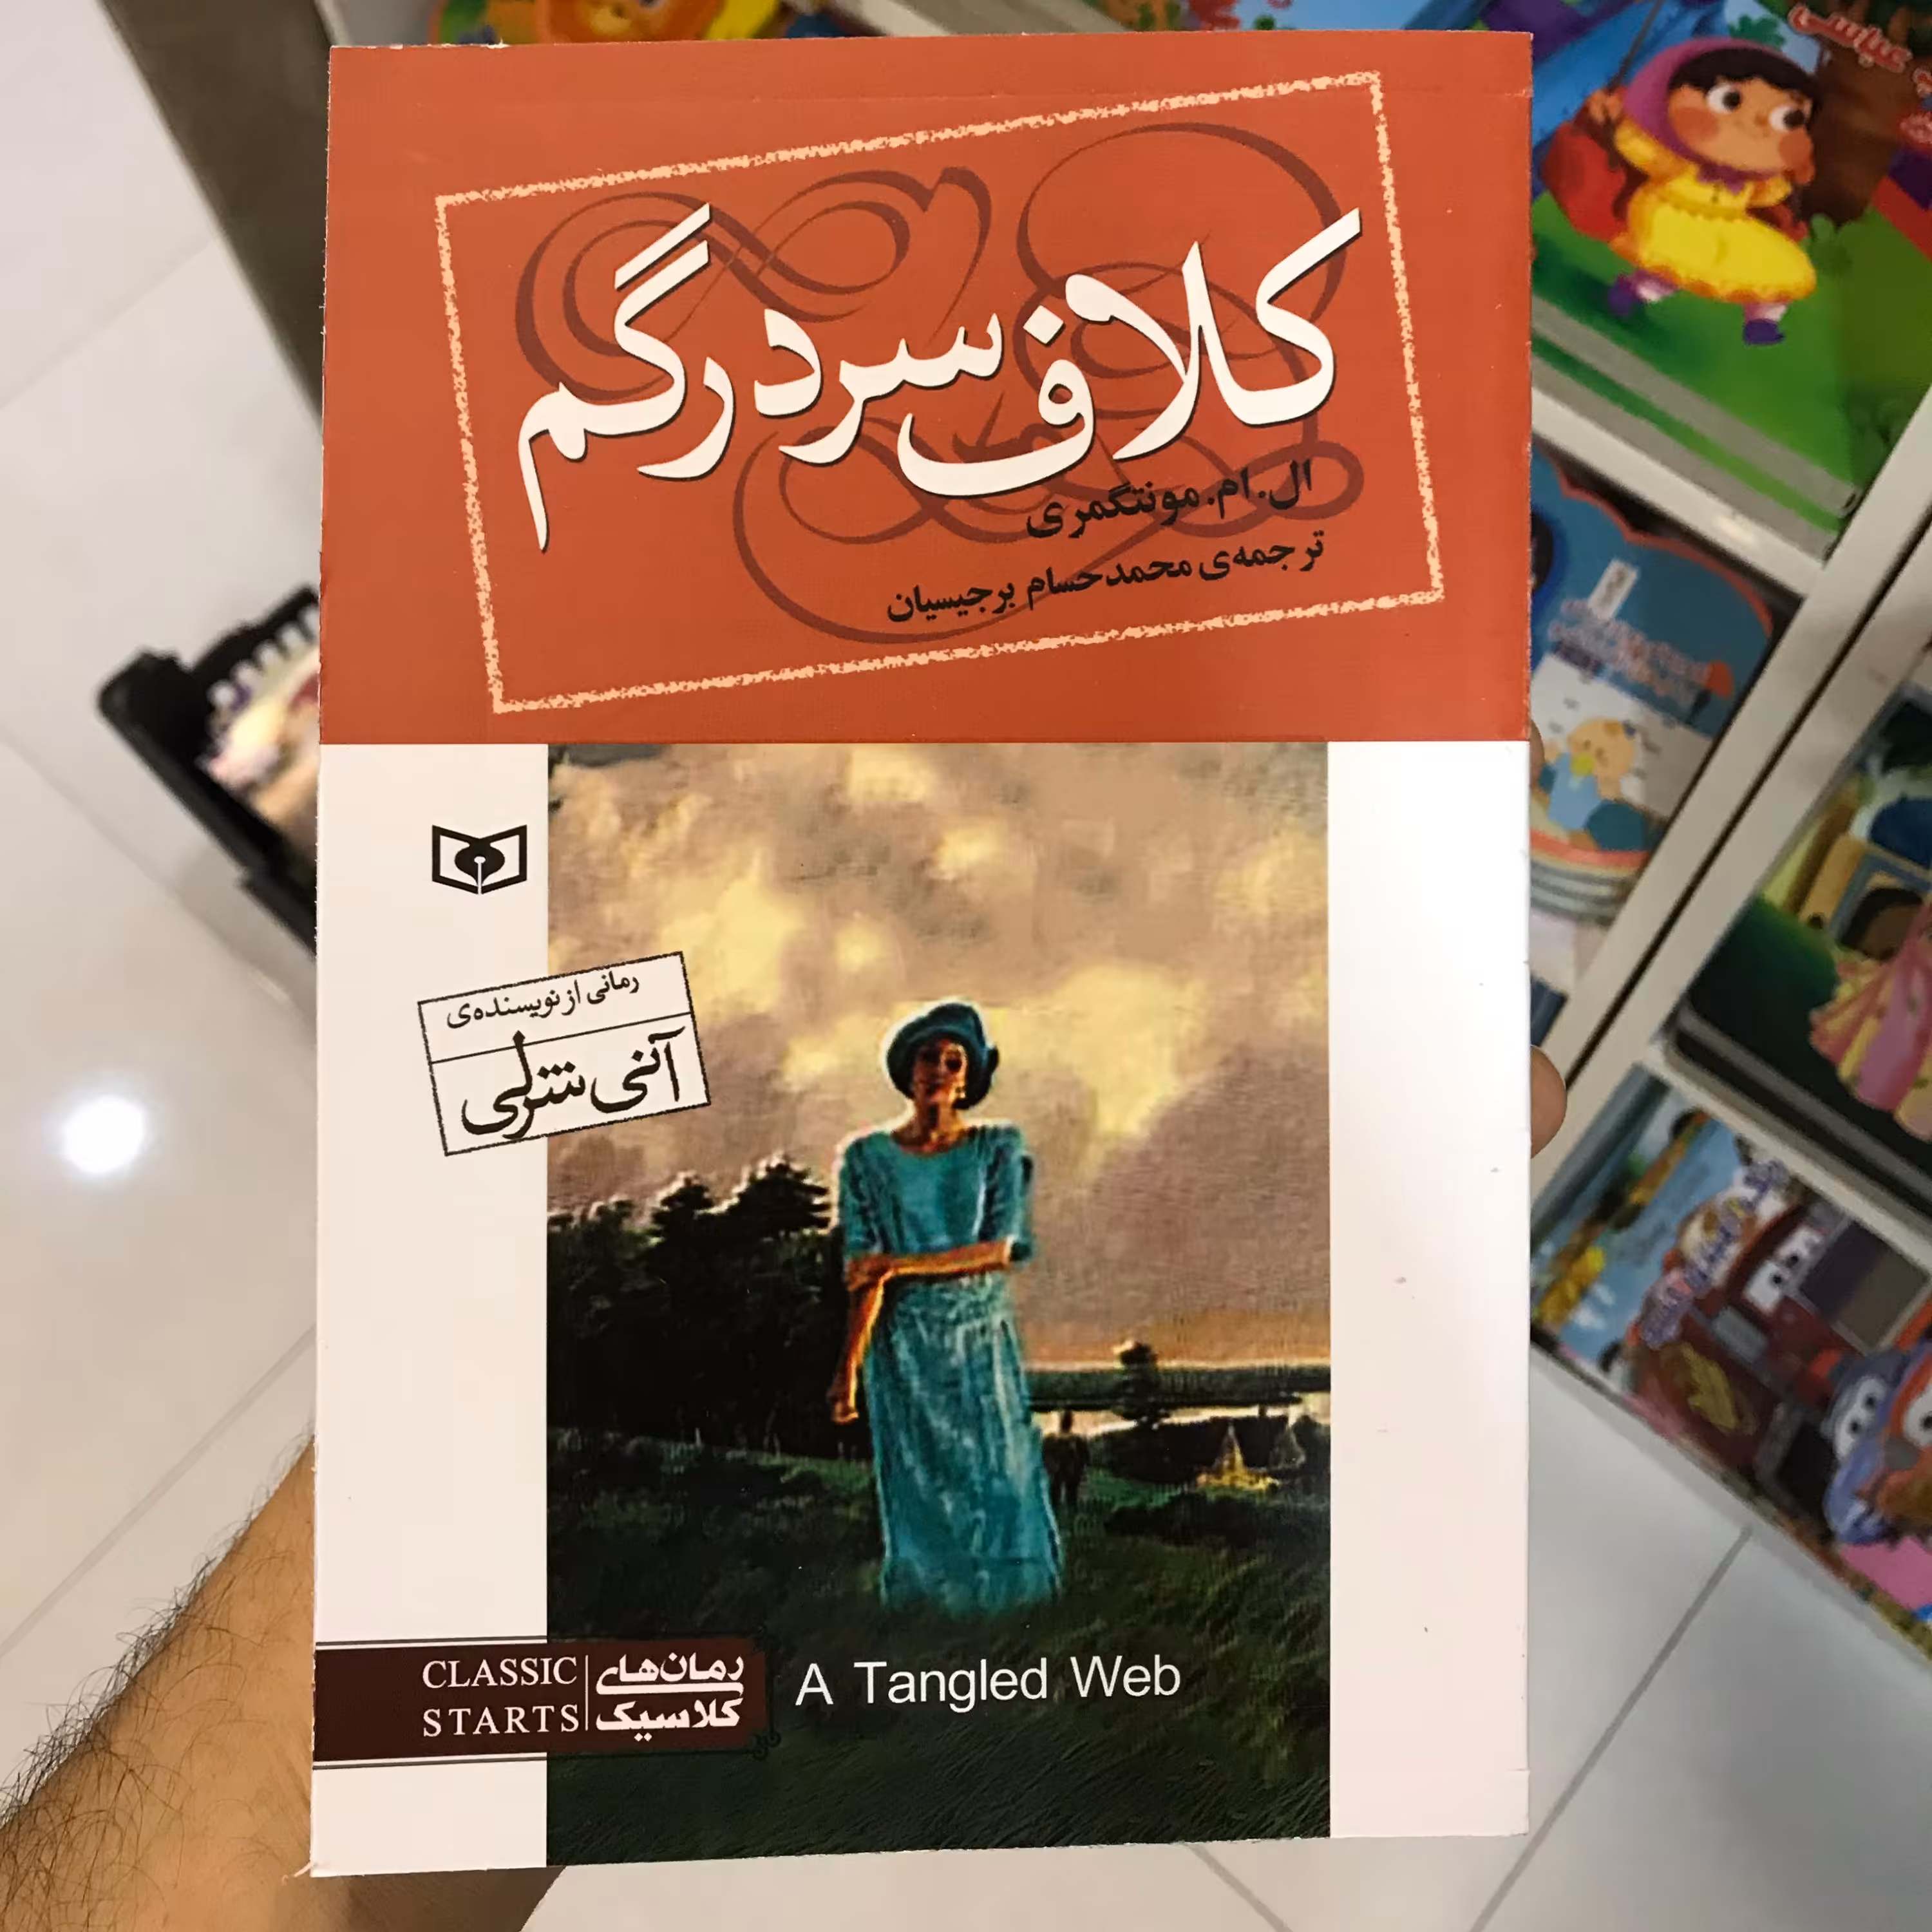 کلاف سردرگم
ال. ام. مونتگمری
ترجمه‌ی محمدحسام برجیسیان
رمانی از نویسنده‌ی
آنی شرلی
CLASSIC STARTS
رمان‌های کلاسیک
A Tangled Web